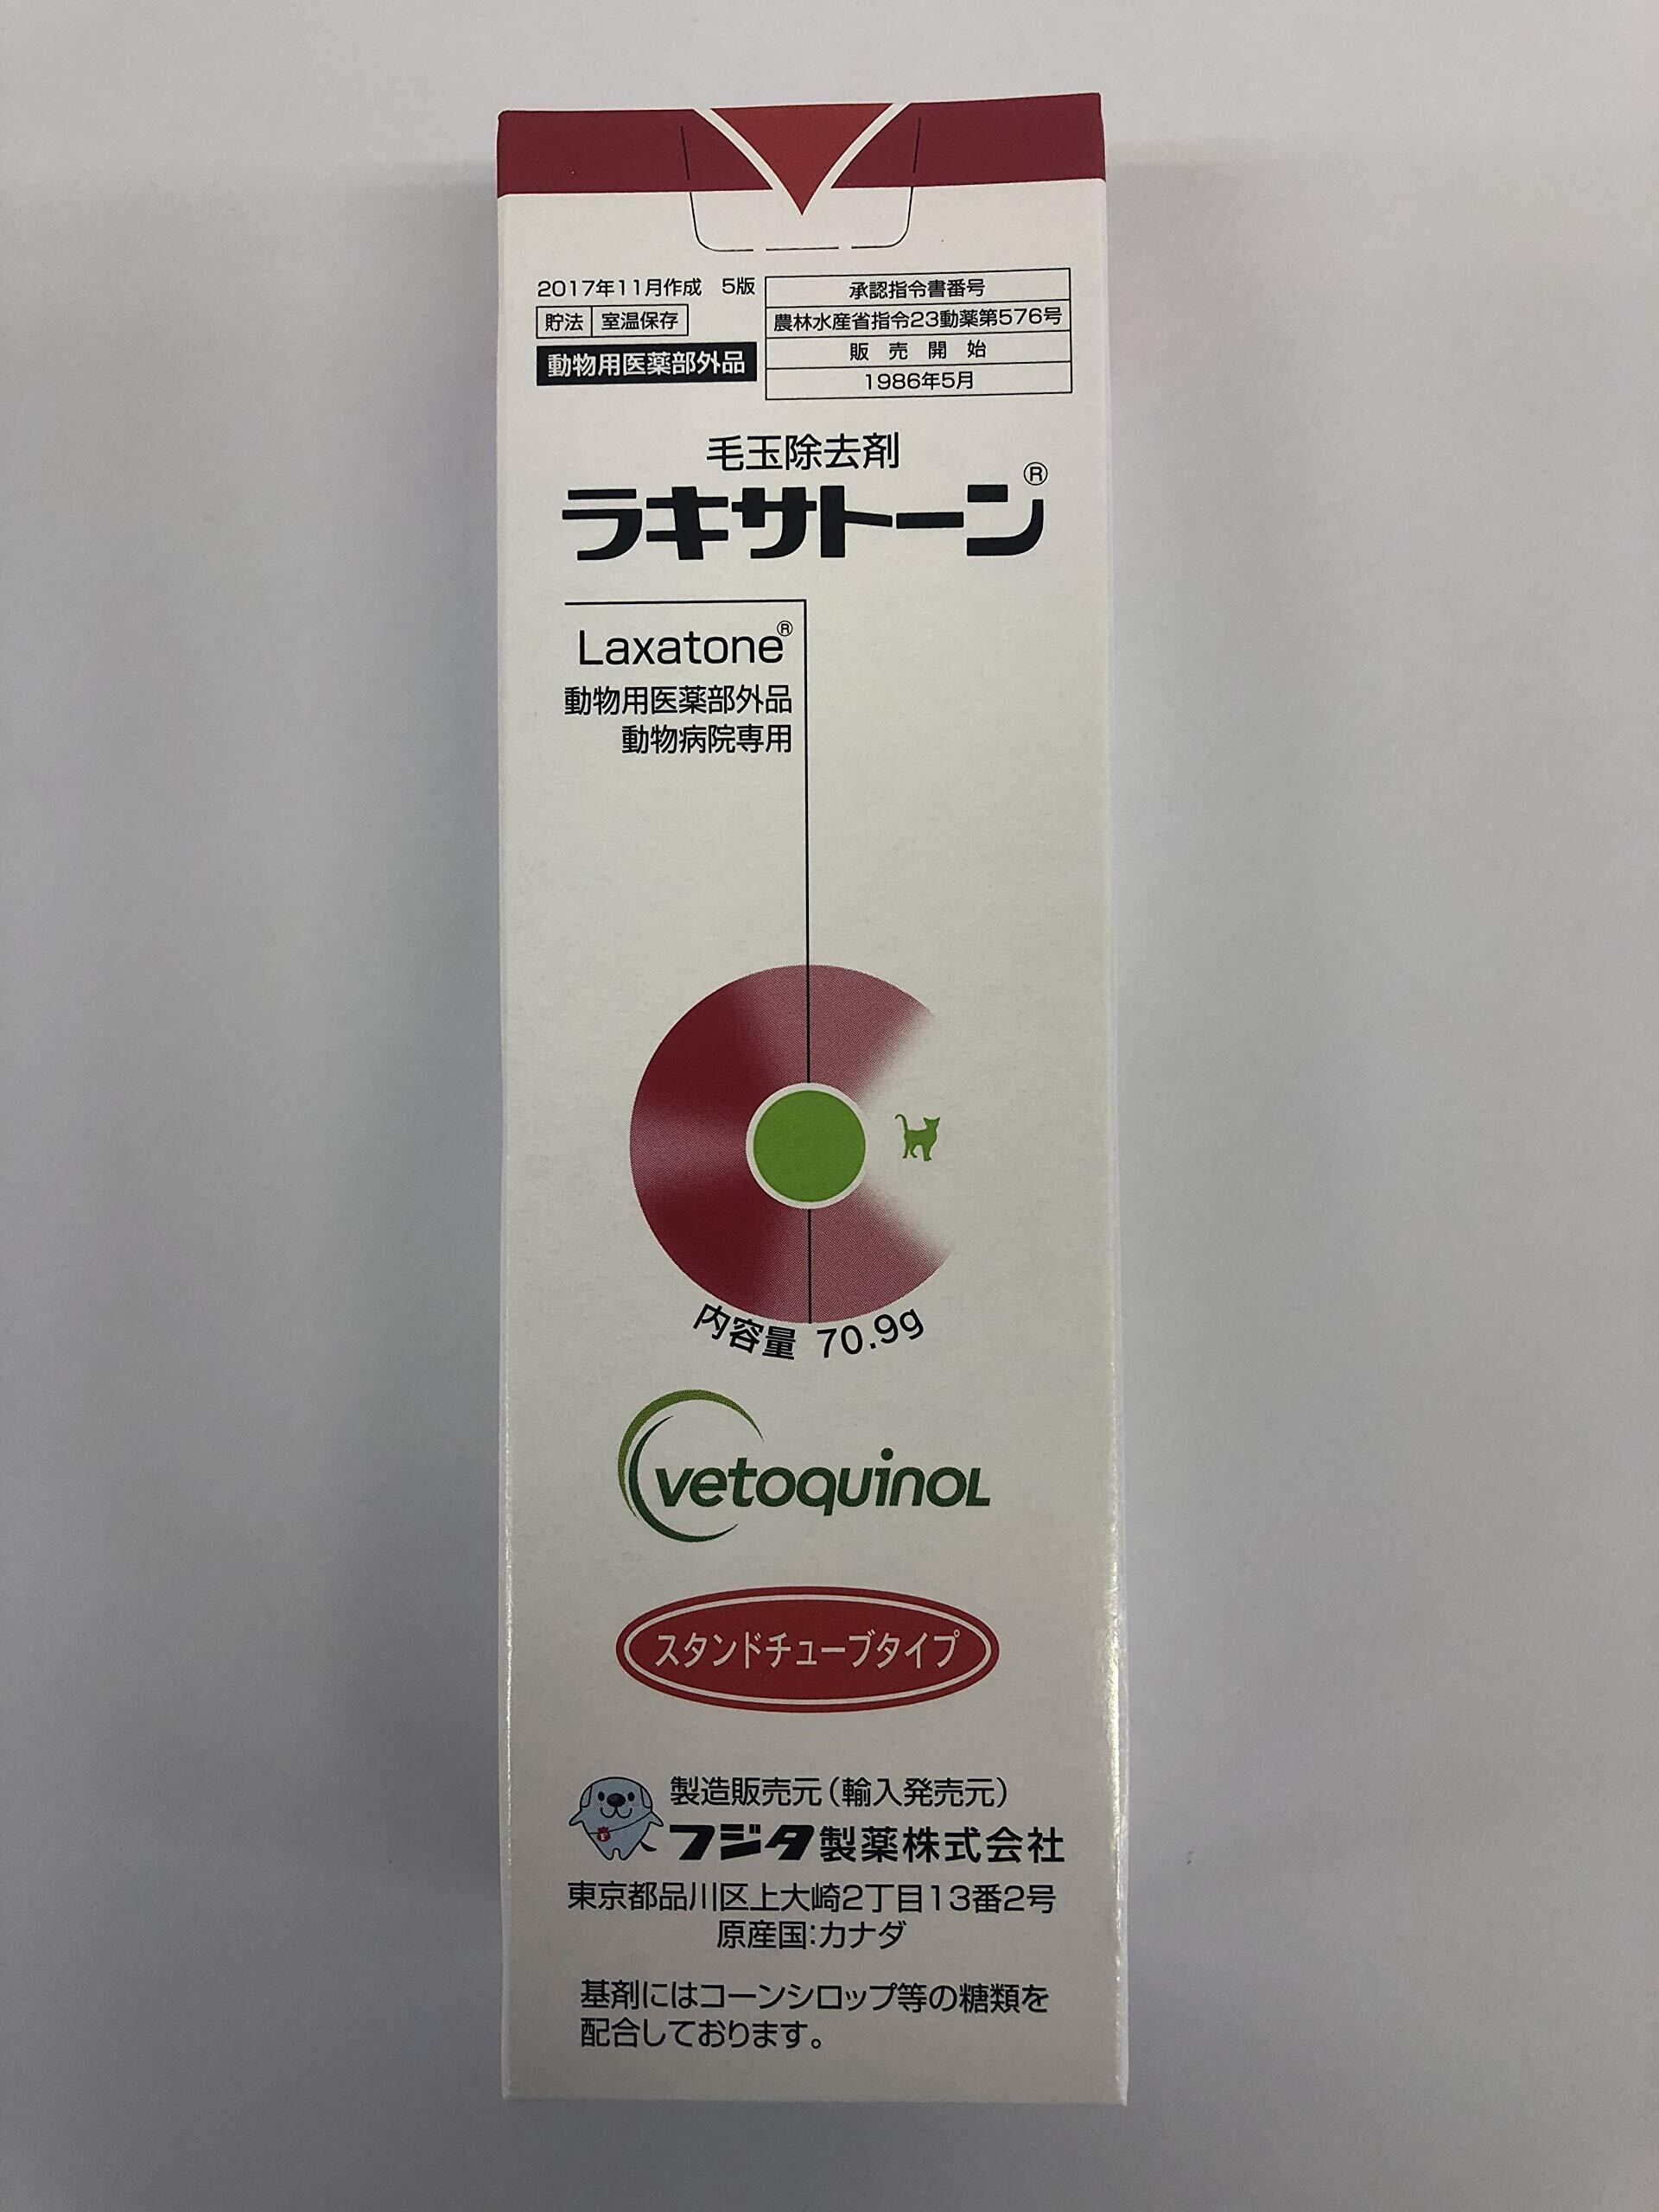 2017年11月作成 5版
貯法 室温保存
動物用医薬部外品
承認指令書番号
農林水産省指令23動薬第576号
販売開始
1986年5月
毛玉除去剤
ラキサトーン®
Laxatone®
動物用医薬部外品
動物病院専用
内容量 70.9g
vetoquinol
スタンドチューブタイプ
製造販売元(輸入発売元)
フジタ製薬株式会社
東京都品川区上大崎2丁目13番2号
原産国:カナダ
基剤にはコーンシロップ等の糖類を
配合しております。